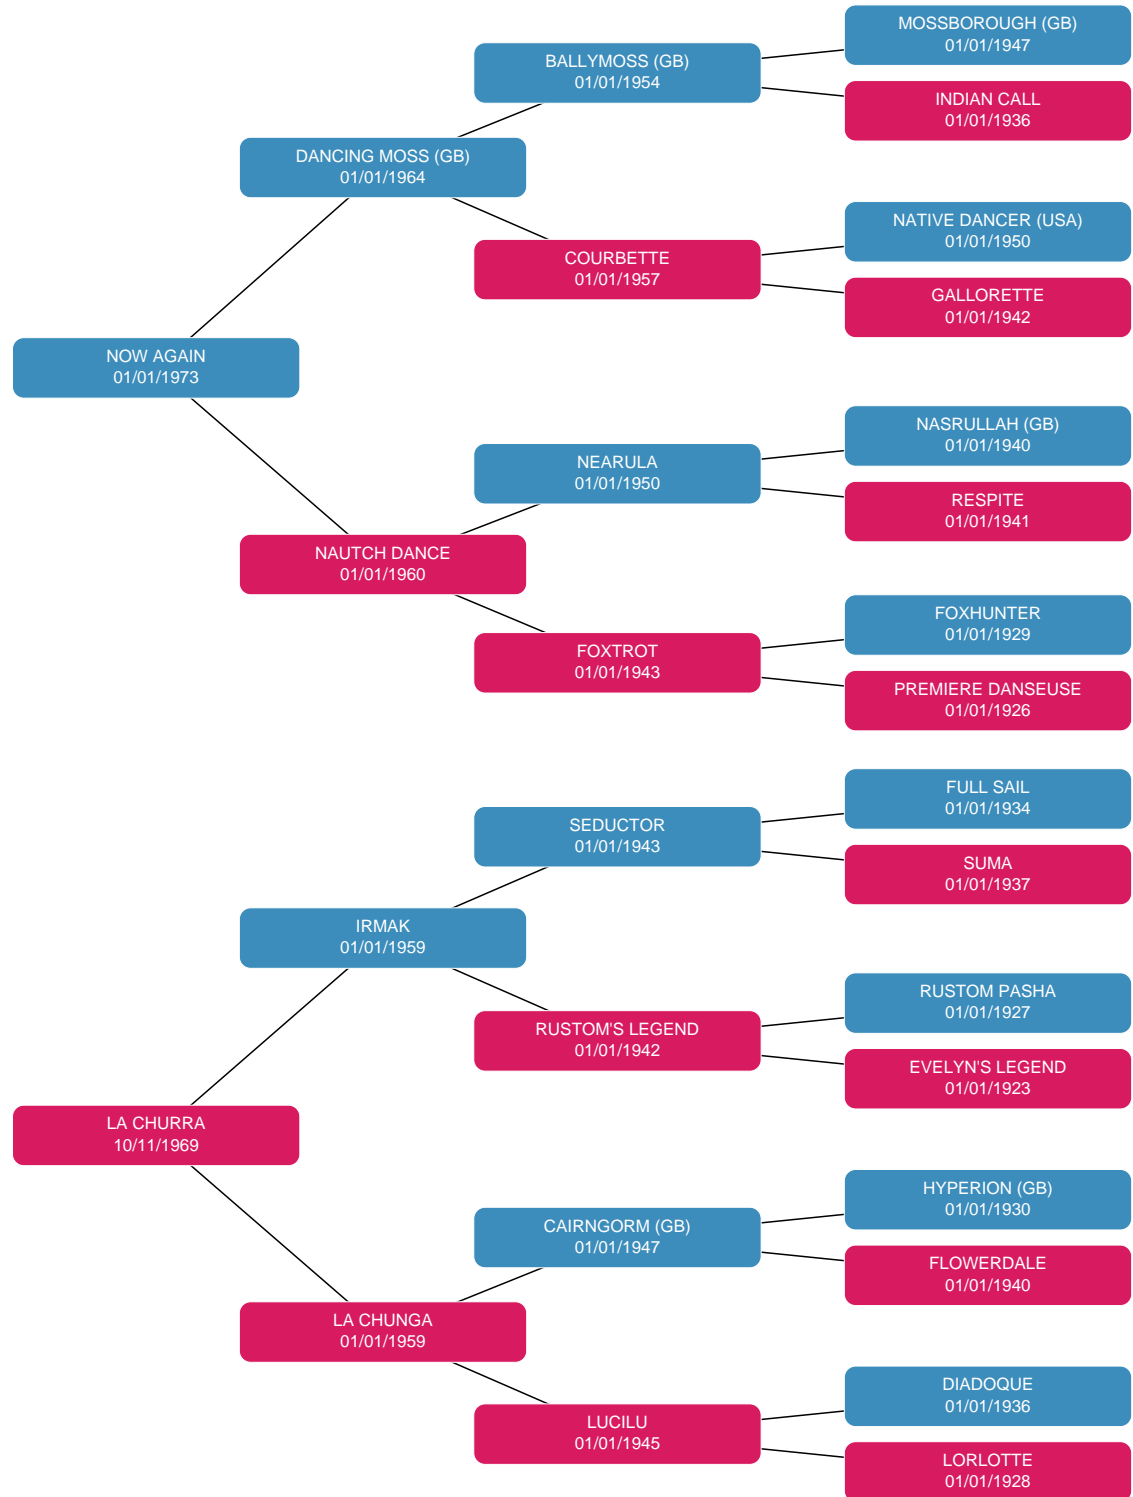 MOSSBOROUGH (GB)
01/01/1947
BALLYMOSS (GB)
01/01/1954
INDIAN CALL
01/01/1936
DANCING MOSS (GB)
01/01/1964
NATIVE DANCER (USA)
01/01/1950
COURBETTE
01/01/1957
GALLORETTE
01/01/1942
NOW AGAIN
01/01/1973
NASRULLAH (GB)
01/01/1940
NEARULA
01/01/1950
RESPITE
01/01/1941
NAUTCH DANCE
01/01/1960
FOXHUNTER
01/01/1929
FOXTROT
01/01/1943
PREMIERE DANSEUSE
01/01/1926
FULL SAIL
01/01/1934
SEDUCTOR
01/01/1943
SUMA
01/01/1937
IRMAK
01/01/1959
RUSTOM PASHA
01/01/1927
RUSTOM'S LEGEND
01/01/1942
EVELYN'S LEGEND
01/01/1923
LA CHURRA
10/11/1969
HYPERION (GB)
01/01/1930
CAIRNGORM (GB)
01/01/1947
FLOWERDALE
01/01/1940
LA CHUNGA
01/01/1959
DIADOQUE
01/01/1936
LUCILU
01/01/1945
LORLOTTE
01/01/1928